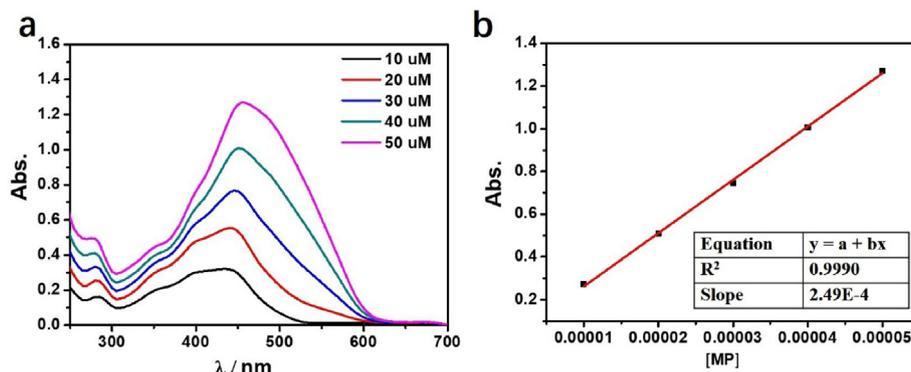 a
1.6
1.4
1.2
1.0
0.8
0.6
0.4
0.2
0.0
Abs.
300 400 500 600 700
λ / nm
10 uM
20 uM
30 uM
40 uM
50 uM
b
1.4
1.2
1.0
0.8
0.6
0.4
0.2
Abs.
0.00001 0.00002 0.00003 0.00004 0.00005
[MP]
Equation y = a + bx
R² 0.9990
Slope 2.49E-4